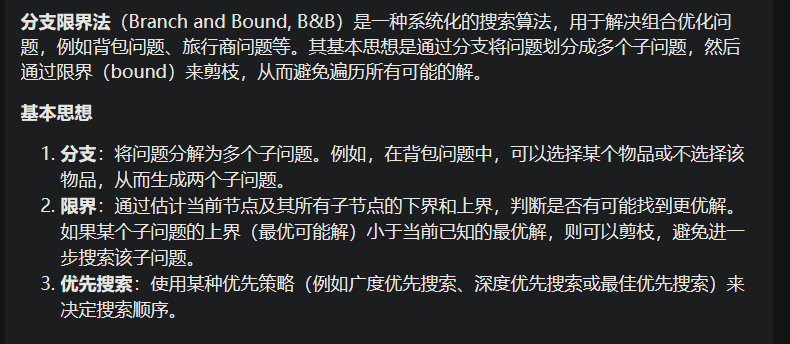 分支限界法（Branch and Bound, B&B）是一种系统化的搜索算法，用于解决组合优化问
题，例如背包问题、旅行商问题等。其基本思想是通过分支将问题划分成多个子问题，然后
通过限界（bound）来剪枝，从而避免遍历所有可能的解。
基本思想
1. 分支：将问题分解为多个子问题。例如，在背包问题中，可以选择某个物品或不选择该
物品，从而生成两个子问题。
2. 限界：通过估计当前节点及其所有子节点的下界和上界，判断是否有可能找到更优解。
如果某个子问题的上界（最优可能解）小于当前已知的最优解，则可以剪枝，避免进一
步搜索该子问题。
3. 优先搜索：使用某种优先策略（例如广度优先搜索、深度优先搜索或最佳优先搜索）来
决定搜索顺序。